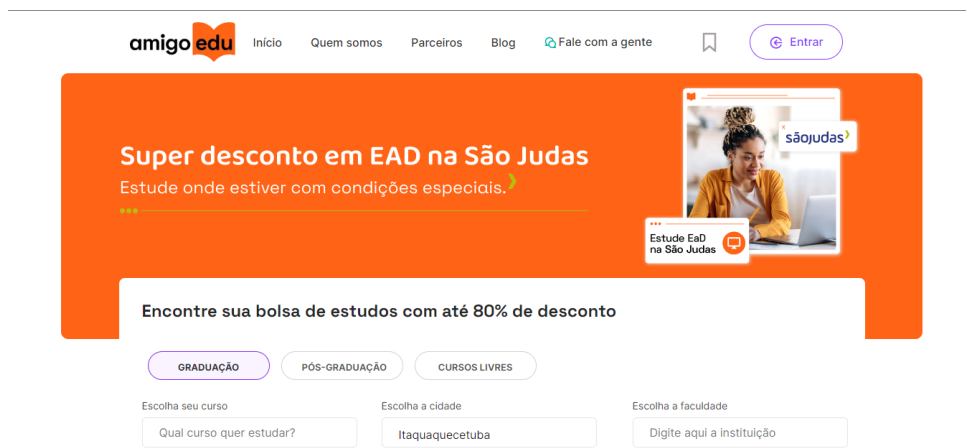 amigo edu
Início Quem somos Parceiros Blog Fale com a gente Entrar
Super desconto em EAD na São Judas
Estude onde estiver com condições especiais.
sãojudas
Estude EaD
na São Judas
Encontre sua bolsa de estudos com até 80% de desconto
GRADUAÇÃO PÓS-GRADUAÇÃO CURSOS LIVRES
Escolha seu curso Escolha a cidade Escolha a faculdade
Qual curso quer estudar? Itaquaquecetuba Digite aqui a instituição